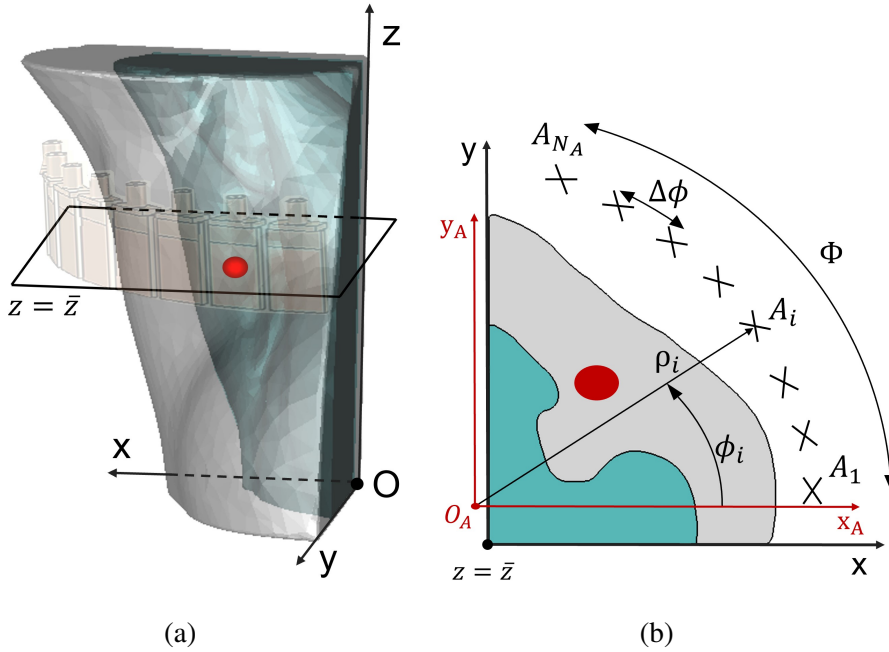 z
z = z̄
x
O
y
(a)
A_{N_A}
y
Δϕ
y_A
Φ
A_i
ρ_i
ϕ_i
A_1
O_A
x_A
z = z̄
x
(b)